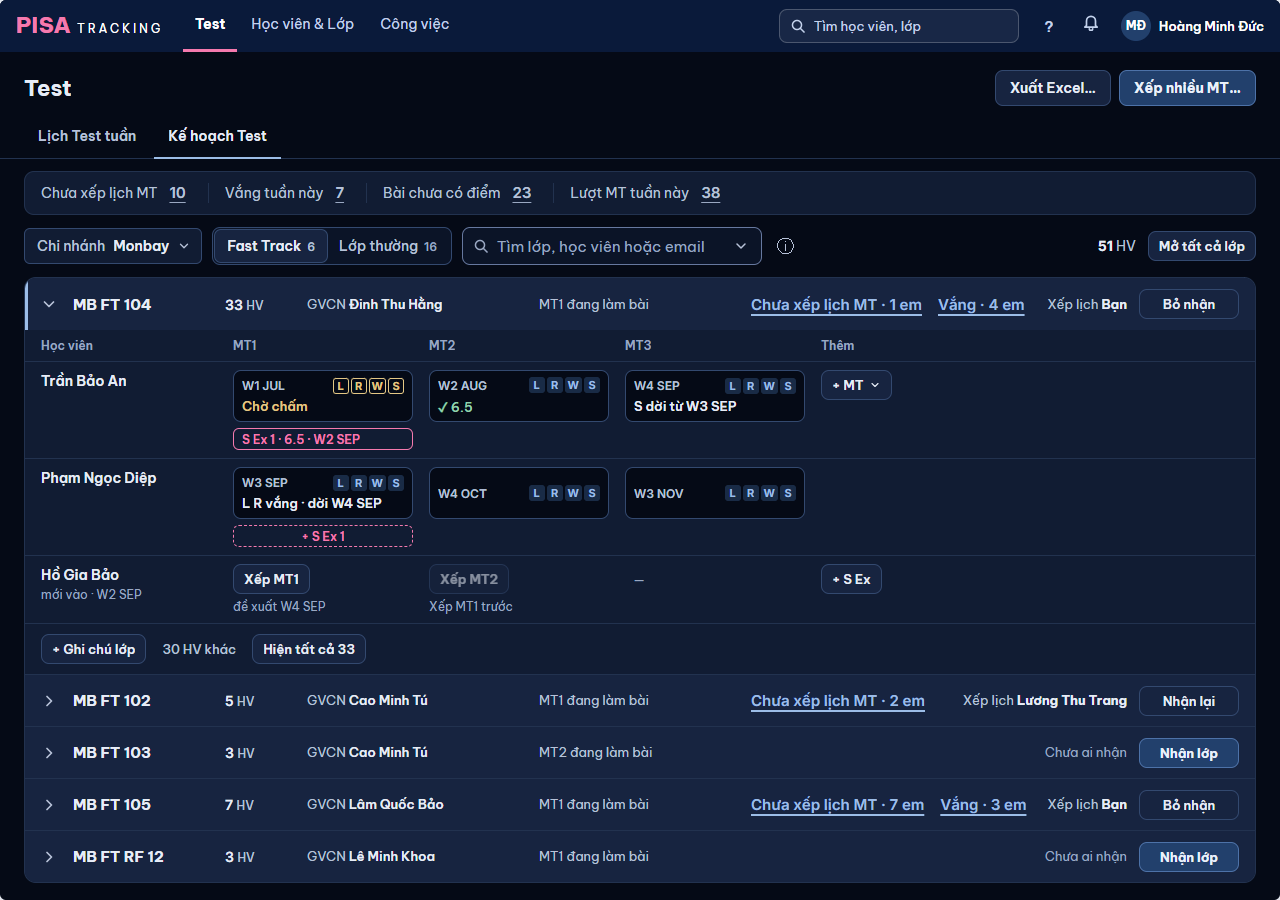 PISA TRACKING Test Học viên & Lớp Công việc Tìm học viên, lớp ? MĐ Hoàng Minh Đức
Test Xuất Excel... Xếp nhiều MT...
Lịch Test tuần Kế hoạch Test
Chưa xếp lịch MT 10 Vắng tuần này 7 Bài chưa có điểm 23 Lượt MT tuần này 38
Chi nhánh Monbay Fast Track 6 Lớp thường 16 Tìm lớp, học viên hoặc email 51 HV Mở tất cả lớp
MB FT 104 33 HV GVCN Đinh Thu Hằng MT1 đang làm bài Chưa xếp lịch MT · 1 em Vắng · 4 em Xếp lịch Bạn Bỏ nhận
Học viên MT1 MT2 MT3 Thêm
Trần Bảo An W1 JUL L R W S W2 AUG L R W S W4 SEP L R W S + MT
Chờ chấm ✓ 6.5 S dời từ W3 SEP
S Ex 1 · 6.5 · W2 SEP
Phạm Ngọc Diệp W3 SEP L R W S W4 OCT L R W S W3 NOV L R W S
L R vắng · dời W4 SEP
+ S Ex 1
Hồ Gia Bảo Xếp MT1 Xếp MT2 – + S Ex
mới vào · W2 SEP đề xuất W4 SEP Xếp MT1 trước
+ Ghi chú lớp 30 HV khác Hiện tất cả 33
MB FT 102 5 HV GVCN Cao Minh Tú MT1 đang làm bài Chưa xếp lịch MT · 2 em Xếp lịch Lương Thu Trang Nhận lại
MB FT 103 3 HV GVCN Cao Minh Tú MT2 đang làm bài Chưa ai nhận Nhận lớp
MB FT 105 7 HV GVCN Lâm Quốc Bảo MT1 đang làm bài Chưa xếp lịch MT · 7 em Vắng · 3 em Xếp lịch Bạn Bỏ nhận
MB FT RF 12 3 HV GVCN Lê Minh Khoa MT1 đang làm bài Chưa ai nhận Nhận lớp